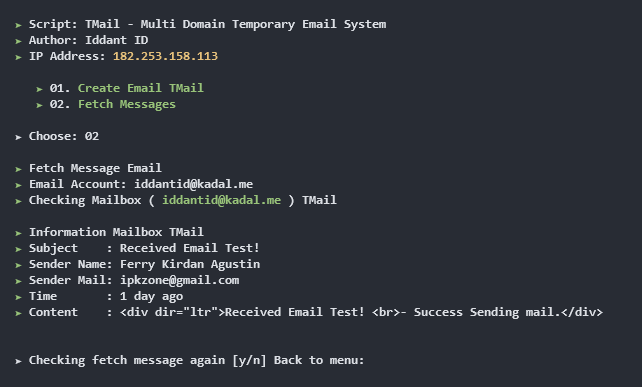 ➤ Script: TMail - Multi Domain Temporary Email System
➤ Author: Iddant ID
➤ IP Address: 182.253.158.113
➤ 01. Create Email TMail
➤ 02. Fetch Messages
➤ Choose: 02
➤ Fetch Message Email
➤ Email Account: iddantid@kadal.me
➤ Checking Mailbox ( iddantid@kadal.me ) TMail
➤ Information Mailbox TMail
➤ Subject    : Received Email Test!
➤ Sender Name: Ferry Kirdan Agustin
➤ Sender Mail: ipkzone@gmail.com
➤ Time       : 1 day ago
➤ Content    : <div dir="ltr">Received Email Test! <br>- Success Sending mail.</div>
➤ Checking fetch message again [y/n] Back to menu: